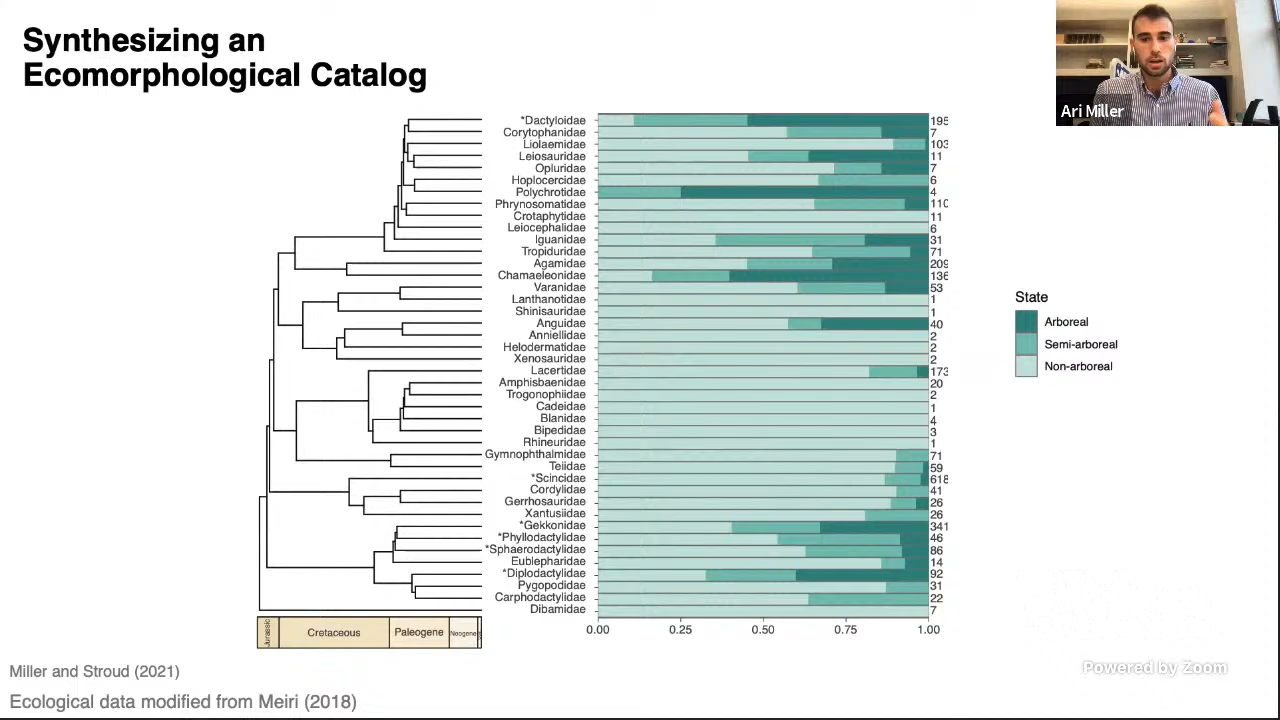 Synthesizing an
Ecomorphological Catalog
Ari Miller
*Dactyloidae 195
Corytophanidae 7
Liolaemidae 103
Leiosauridae 11
Opluridae 7
Hoplocercidae 6
Polychrotidae 4
Phrynosomatidae 110
Crotaphytidae 11
Leiocephalidae 6
Iguanidae 31
Tropiduridae 71
Agamidae 209
Chamaeleonidae 136
Varanidae 53
Lanthanotidae 1
Shinisauridae 1
Anguidae 40
Anniellidae 2
Helodermatidae 2
Xenosauridae 2
Lacertidae 173
Amphisbaenidae 20
Trogonophiidae 2
Cadeidae 1
Blanidae 4
Bipedidae 3
Rhineuridae 1
Gymnophthalmidae 71
Teiidae 59
*Scincidae 618
Cordylidae 41
Gerrhosauridae 26
Xantusiidae 26
*Gekkonidae 341
*Phyllodactylidae 46
*Sphaerodactylidae 86
Eublepharidae 14
*Diplodactylidae 92
Pygopodidae 31
Carphodactylidae 22
Dibamidae 7
State
Arboreal
Semi-arboreal
Non-arboreal
Jurassic Cretaceous Paleogene Neogene
0.00 0.25 0.50 0.75 1.00
Miller and Stroud (2021)
Ecological data modified from Meiri (2018)
Powered by Zoom